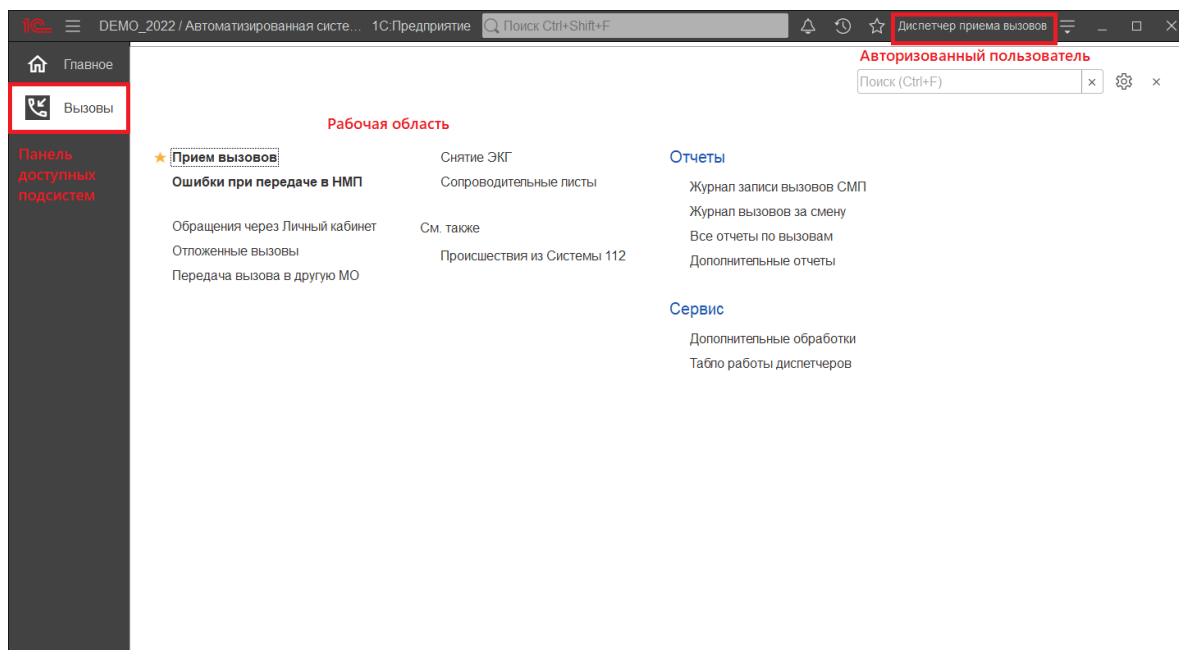 1С DEMO_2022 / Автоматизированная систе... 1С:Предприятие Поиск Ctrl+Shift+F Диспетчер приема вызовов
Авторизованный пользователь
Главное
Поиск (Ctrl+F)
Вызовы
Рабочая область
Панель доступных подсистем
Прием вызовов
Ошибки при передаче в НМП
Обращения через Личный кабинет
Отложенные вызовы
Передача вызова в другую МО
Снятие ЭКГ
Сопроводительные листы
См. также
Происшествия из Системы 112
Отчеты
Журнал записи вызовов СМП
Журнал вызовов за смену
Все отчеты по вызовам
Дополнительные отчеты
Сервис
Дополнительные обработки
Табло работы диспетчеров